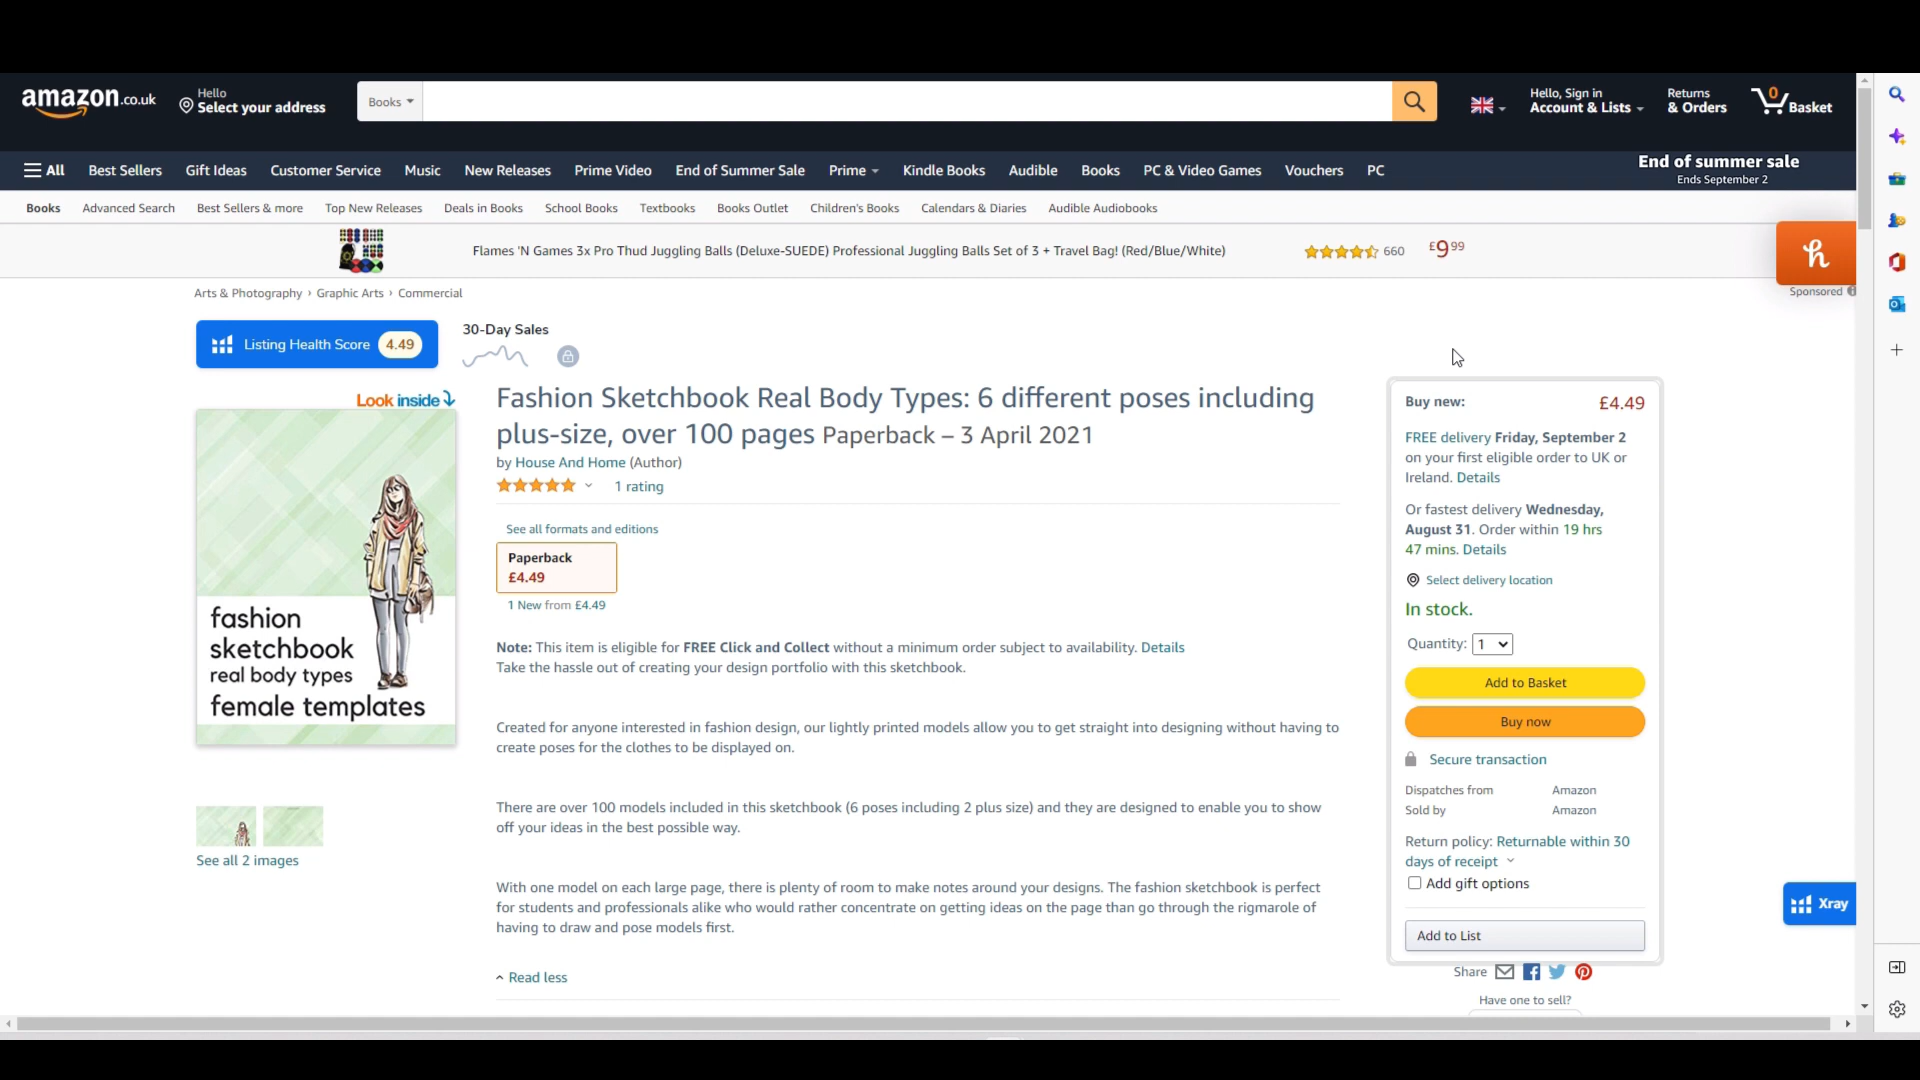 amazon.co.uk
Hello
Select your address
Books
Hello, Sign in
Account & Lists
Returns
& Orders
0
Basket
All
Best Sellers
Gift Ideas
Customer Service
Music
New Releases
Prime Video
End of Summer Sale
Prime
Kindle Books
Audible
Books
PC & Video Games
Vouchers
PC
End of summer sale
Ends September 2
Books
Advanced Search
Best Sellers & more
Top New Releases
Deals in Books
School Books
Textbooks
Books Outlet
Children's Books
Calendars & Diaries
Audible Audiobooks
Flames 'N Games 3x Pro Thud Juggling Balls (Deluxe-SUEDE) Professional Juggling Balls Set of 3 + Travel Bag! (Red/Blue/White)
660
£9 99
h
Sponsored
Arts & Photography › Graphic Arts › Commercial
Listing Health Score 4.49
30-Day Sales
Look inside
fashion
sketchbook
real body types
female templates
See all 2 images
Fashion Sketchbook Real Body Types: 6 different poses including
plus-size, over 100 pages Paperback – 3 April 2021
by House And Home (Author)
1 rating
See all formats and editions
Paperback
£4.49
1 New from £4.49
Note: This item is eligible for FREE Click and Collect without a minimum order subject to availability. Details
Take the hassle out of creating your design portfolio with this sketchbook.
Created for anyone interested in fashion design, our lightly printed models allow you to get straight into designing without having to
create poses for the clothes to be displayed on.
There are over 100 models included in this sketchbook (6 poses including 2 plus size) and they are designed to enable you to show
off your ideas in the best possible way.
With one model on each large page, there is plenty of room to make notes around your designs. The fashion sketchbook is perfect
for students and professionals alike who would rather concentrate on getting ideas on the page than go through the rigmarole of
having to draw and pose models first.
Read less
Buy new:
£4.49
FREE delivery Friday, September 2
on your first eligible order to UK or
Ireland. Details
Or fastest delivery Wednesday,
August 31. Order within 19 hrs
47 mins. Details
Select delivery location
In stock.
Quantity: 1
Add to Basket
Buy now
Secure transaction
Dispatches from Amazon
Sold by Amazon
Return policy: Returnable within 30
days of receipt
Add gift options
Add to List
Share
Have one to sell?
Xray